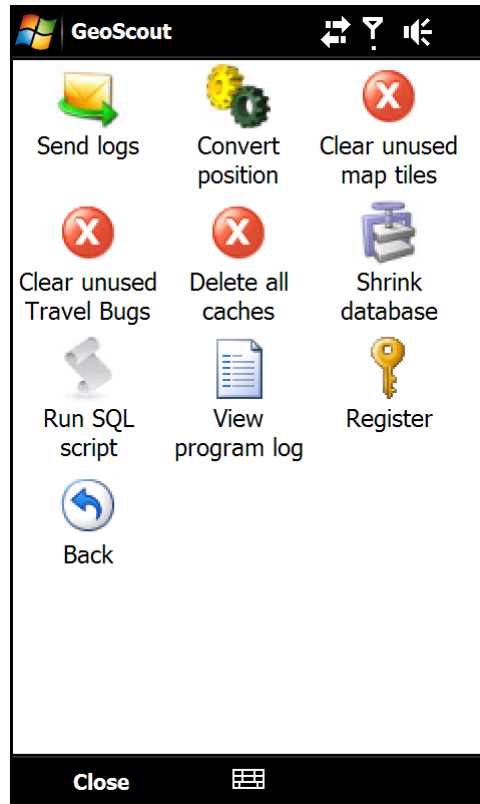 GeoScout
Send logs
Convert
position
Clear unused
map tiles
Clear unused
Travel Bugs
Delete all
caches
Shrink
database
Run SQL
script
View
program log
Register
Back
Close